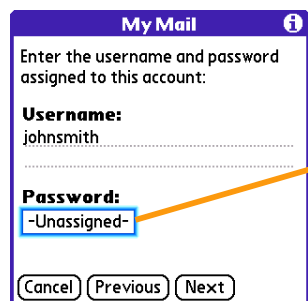 My Mail
Enter the username and password
assigned to this account:
Username:
johnsmith
Password:
-Unassigned-
Cancel Previous Next